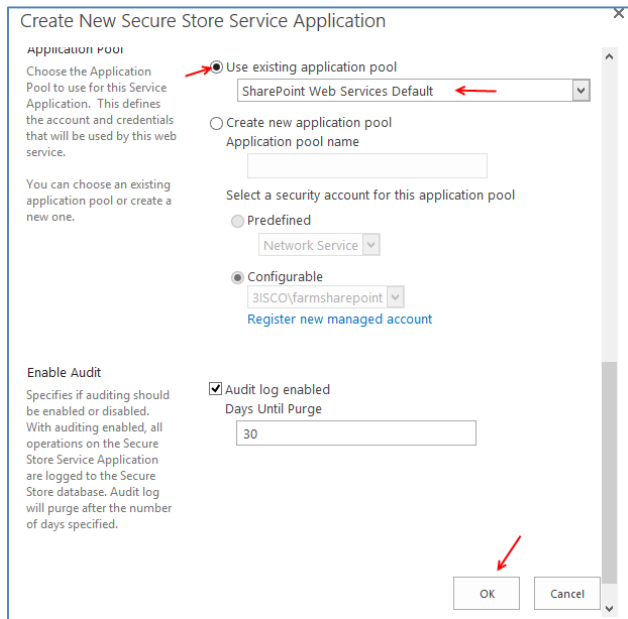 Create New Secure Store Service Application
Application Pool
Choose the Application
Pool to use for this Service
Application. This defines
the account and credentials
that will be used by this web
service.
You can choose an existing
application pool or create a
new one.
Use existing application pool
SharePoint Web Services Default
Create new application pool
Application pool name
Select a security account for this application pool
Predefined
Network Service
Configurable
3ISCO\farmsharepoint
Register new managed account
Enable Audit
Specifies if auditing should
be enabled or disabled.
With auditing enabled, all
operations on the Secure
Store Service Application
are logged to the Secure
Store database. Audit log
will purge after the number
of days specified.
Audit log enabled
Days Until Purge
30
OK
Cancel